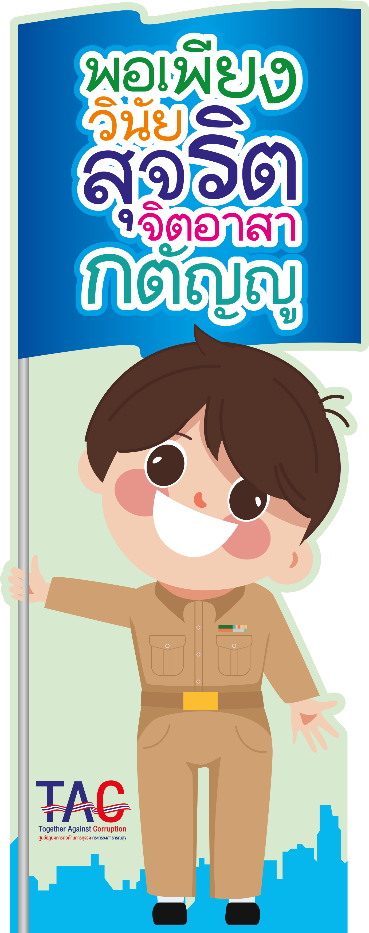 พอเพียง
วินัย
สุจริต
จิตอาสา
กตัญญู
TAC
Together Against Corruption